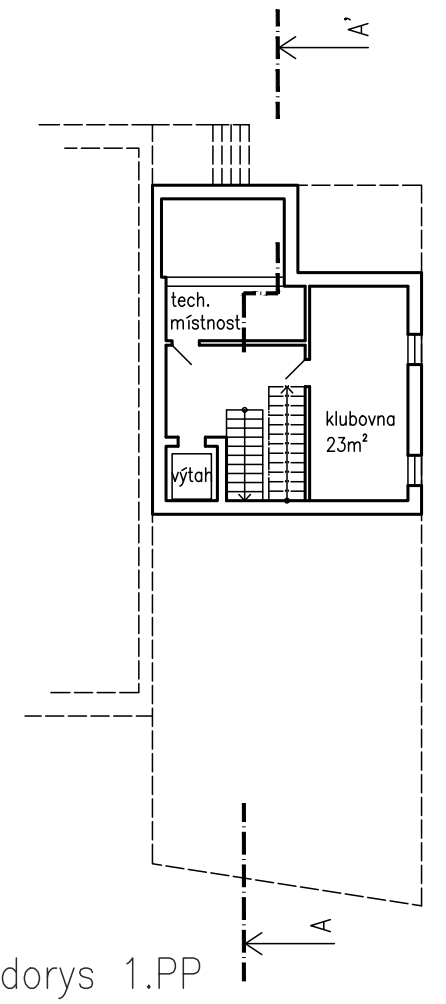 A'
tech.
místnost
klubovna
23m²
výtah
A
dorys 1.PP